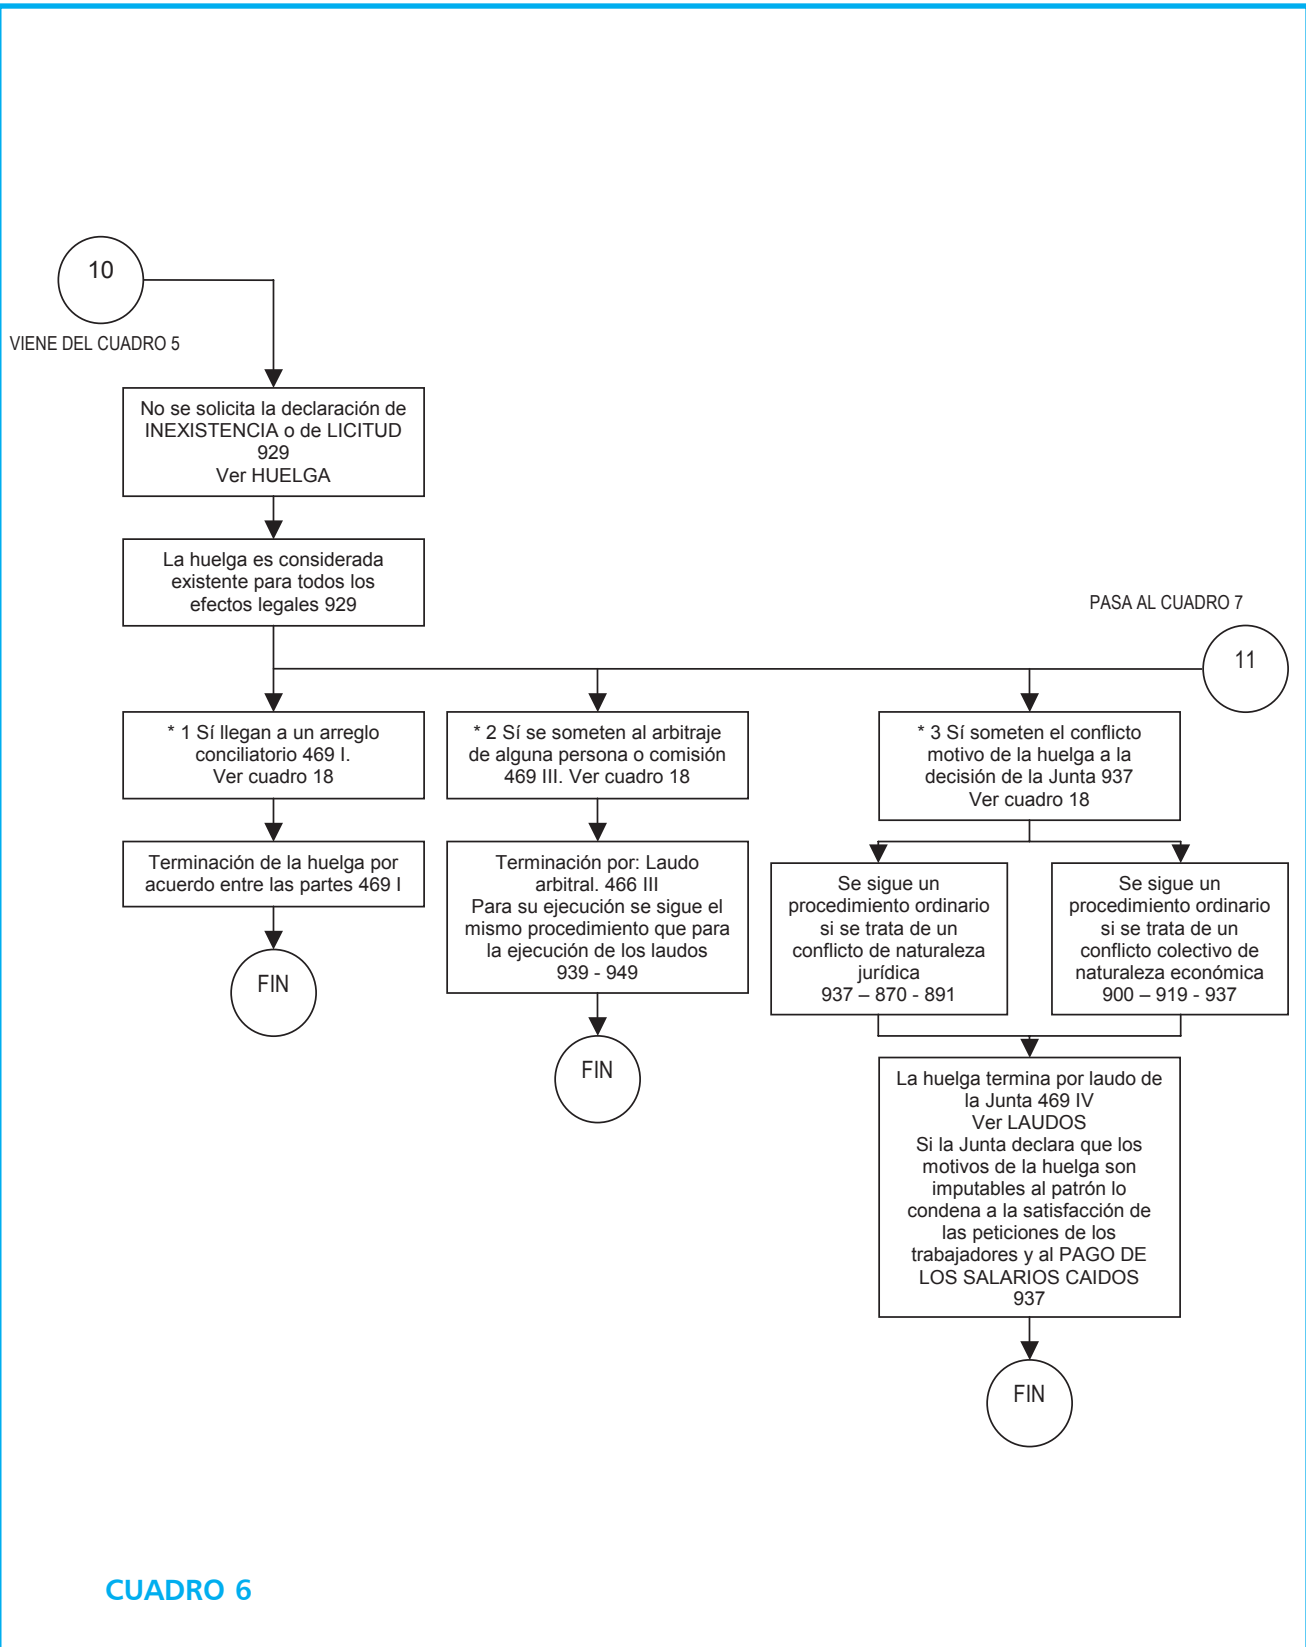 10
VIENE DEL CUADRO 5
No se solicita la declaración de
INEXISTENCIA o de LICITUD
929
Ver HUELGA
La huelga es considerada
existente para todos los
efectos legales 929
PASA AL CUADRO 7
11
* 1 Sí llegan a un arreglo
conciliatorio 469 I.
Ver cuadro 18
* 2 Sí se someten al arbitraje
de alguna persona o comisión
469 III. Ver cuadro 18
* 3 Sí someten el conflicto
motivo de la huelga a la
decisión de la Junta 937
Ver cuadro 18
Terminación de la huelga por
acuerdo entre las partes 469 I
FIN
Terminación por: Laudo
arbitral. 466 III
Para su ejecución se sigue el
mismo procedimiento que para
la ejecución de los laudos
939 - 949
FIN
Se sigue un
procedimiento ordinario
si se trata de un
conflicto de naturaleza
jurídica
937 – 870 - 891
Se sigue un
procedimiento ordinario
si se trata de un
conflicto colectivo de
naturaleza económica
900 – 919 - 937
La huelga termina por laudo de
la Junta 469 IV
Ver LAUDOS
Si la Junta declara que los
motivos de la huelga son
imputables al patrón lo
condena a la satisfacción de
las peticiones de los
trabajadores y al PAGO DE
LOS SALARIOS CAIDOS
937
FIN
CUADRO 6